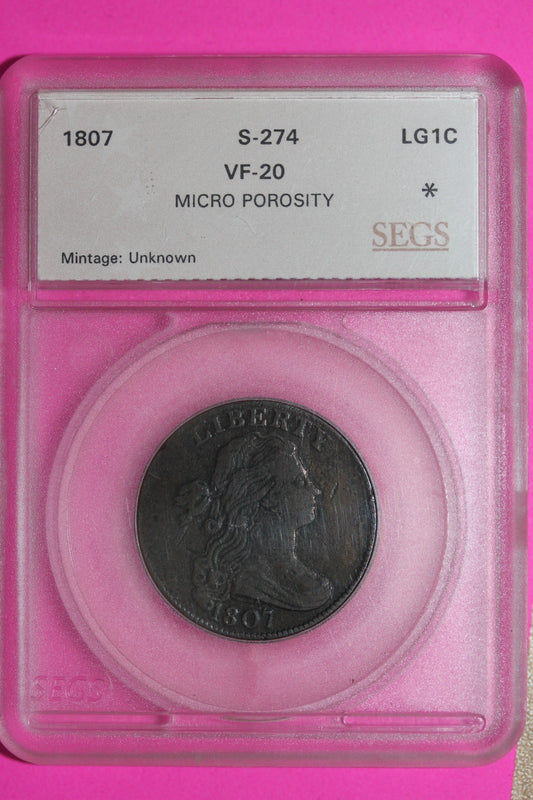 1807 S-274 LG1C
VF-20
MICRO POROSITY *
SEGS
Mintage: Unknown
LIBERTY
1807
SEGS